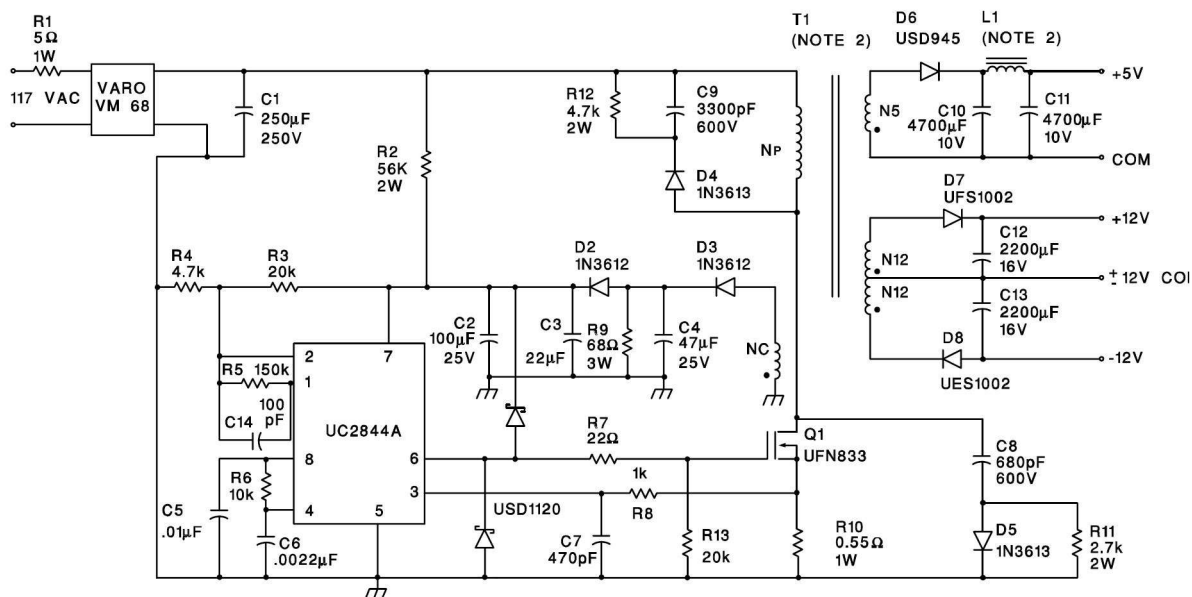 R1
5Ω
1W
117 VAC
VARO
VM 68
C1
250µF
250V
R2
56K
2W
R12
4.7k
2W
C9
3300pF
600V
D4
1N3613
NP
T1
(NOTE 2)
D6
USD945
L1 (NOTE 2)
+5V
N5
C10
4700µF
10V
C11
4700µF
10V
COM
D7
UFS1002
+12V
N12
N12
C12
2200µF
16V
±12V COM
C13
2200µF
16V
D8
UES1002
-12V
R4
4.7k
R3
20k
D2
1N3612
D3
1N3612
C2
100µF
25V
C3
22µF
R9
68Ω
3W
C4
47µF
25V
NC
R5 150k
C14
100
pF
UC2844A
7
2
1
8
4
5
6
3
R6
10k
C5
.01µF
C6
.0022µF
USD1120
R7
22Ω
1k
R8
C7
470pF
R13
20k
Q1
UFN833
R10
0.55Ω
1W
C8
680pF
600V
D5
1N3613
R11
2.7k
2W